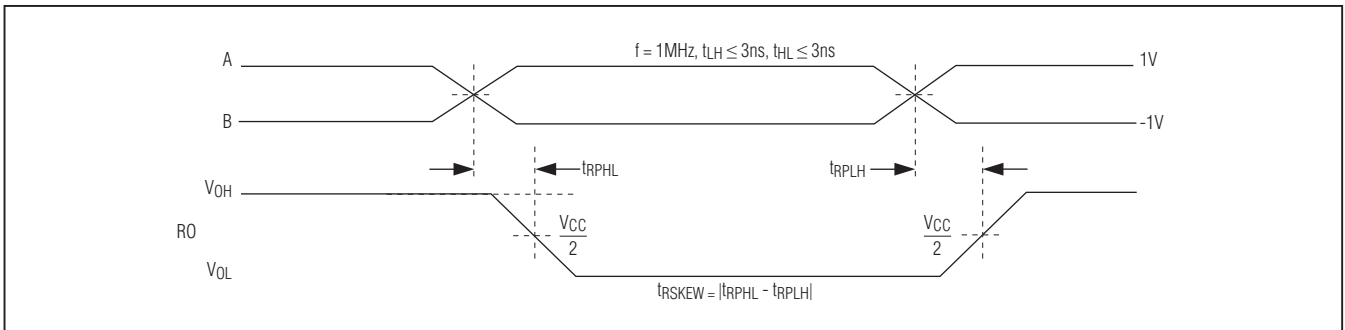 f = 1MHz, tLH ≤ 3ns, tHL ≤ 3ns
A
1V
B
-1V
tRPHL
tRPLH
VOH
RO
VCC
2
VCC
2
VOL
tRSKEW = |tRPHL - tRPLH|